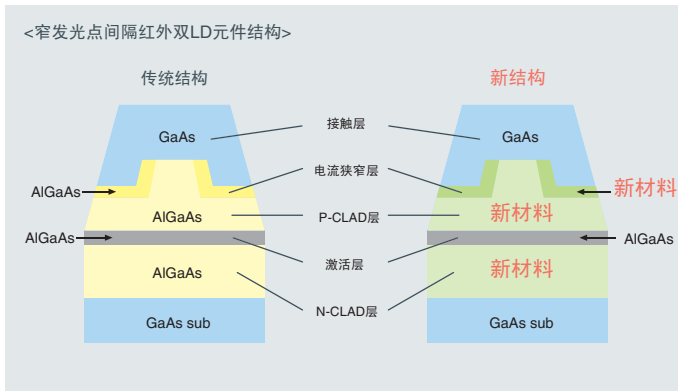 <窄发光点间隔红外双LD元件结构>
传统结构
新结构
接触层
GaAs
GaAs
电流狭窄层
AlGaAs
新材料
AlGaAs
P-CLAD层
新材料
AlGaAs
AlGaAs
激活层
AlGaAs
新材料
N-CLAD层
GaAs sub
GaAs sub